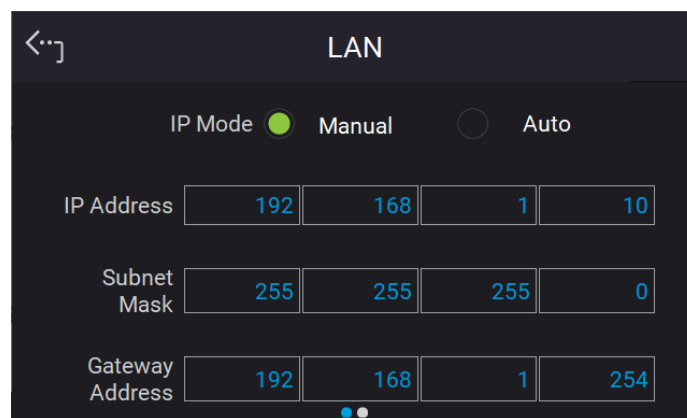 LAN
IP Mode Manual Auto
IP Address 192 168 1 10
Subnet
Mask 255 255 255 0
Gateway
Address 192 168 1 254